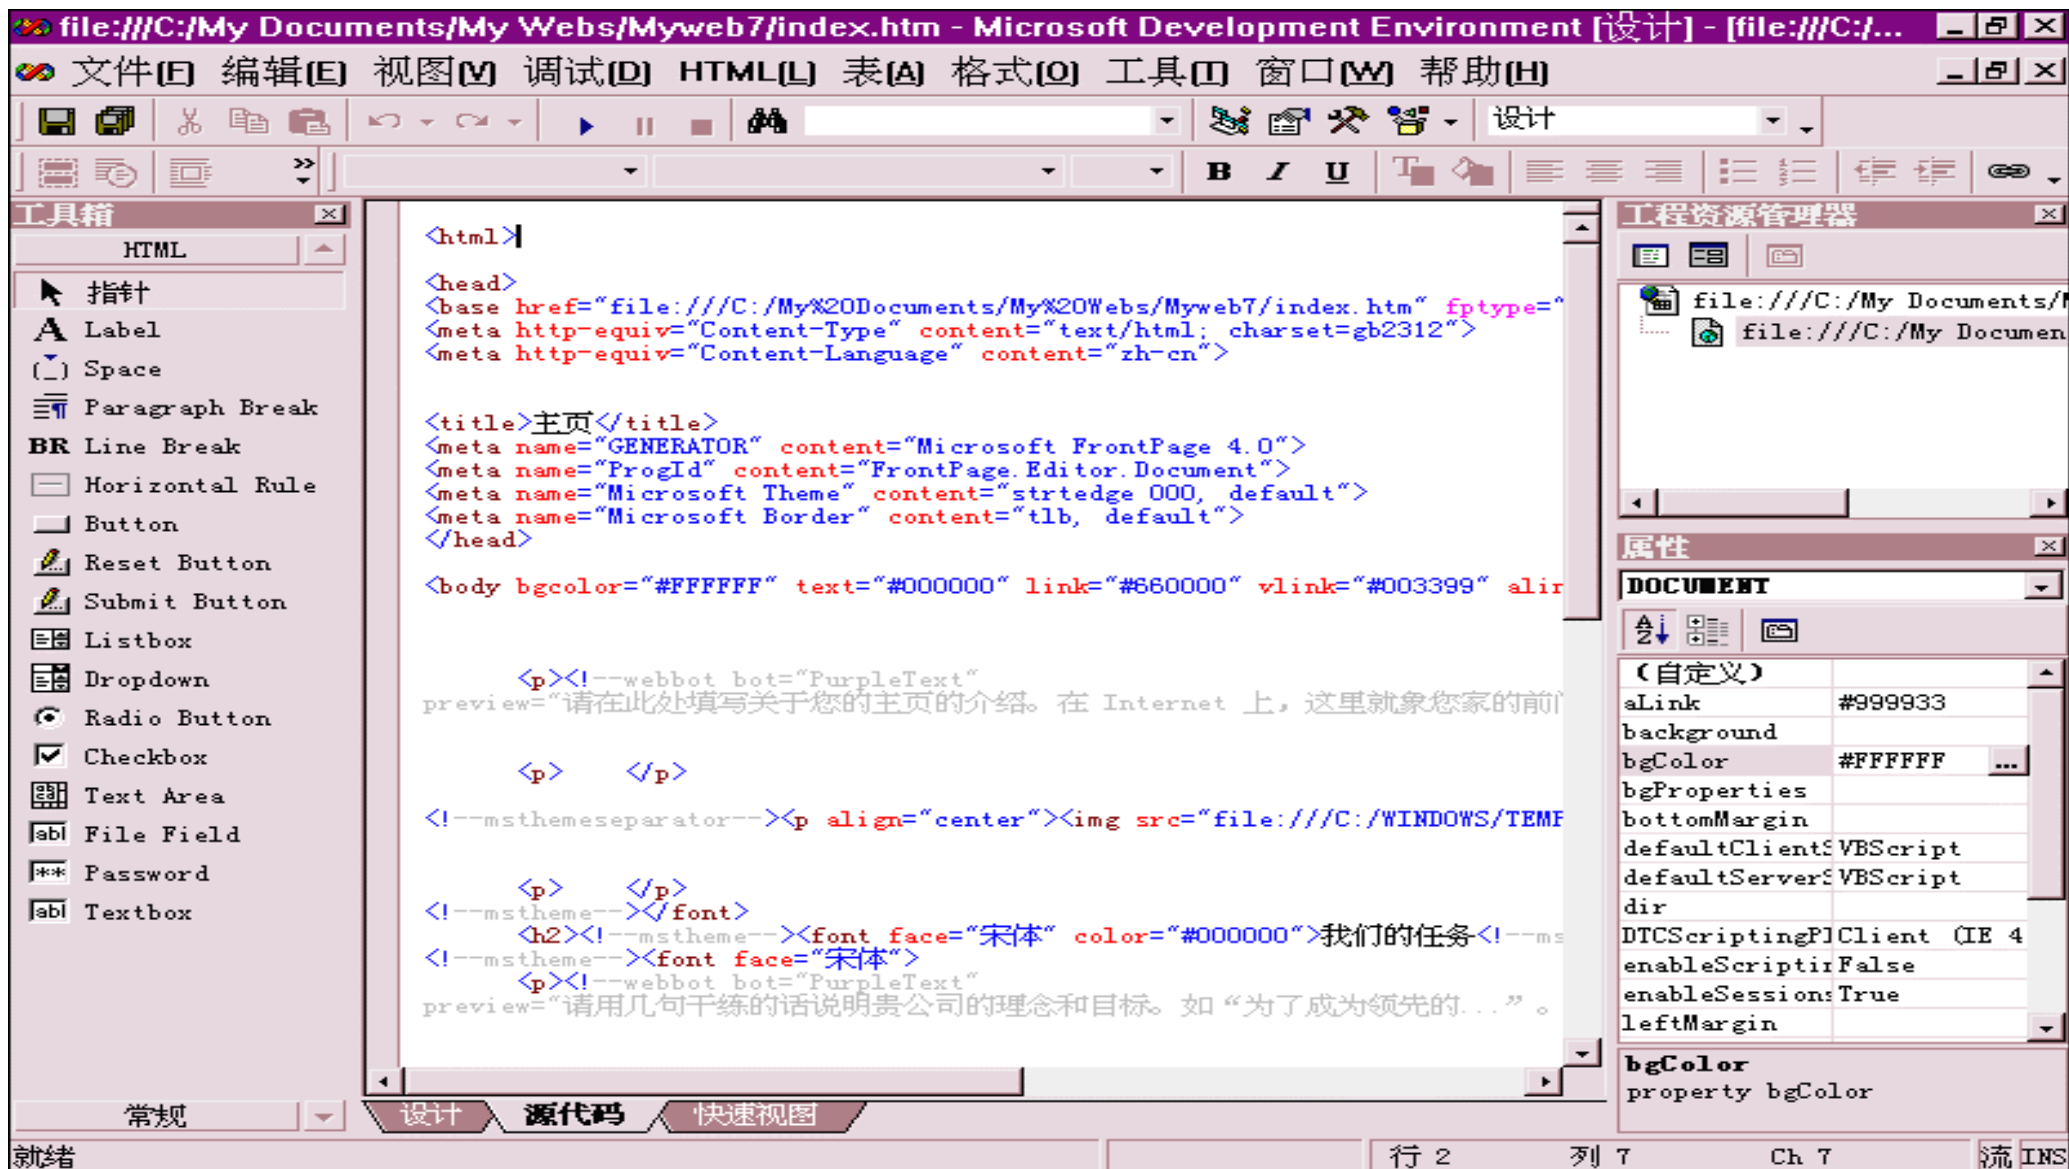 file:///C:/My Documents/My Webs/Myweb7/index.htm - Microsoft Development Environment [设计] - [file:///C:/...
文件(F) 编辑(E) 视图(V) 调试(D) HTML(L) 表(A) 格式(O) 工具(T) 窗口(W) 帮助(H)
设计
B I U
工具箱
HTML
指针
A Label
Space
Paragraph Break
BR Line Break
Horizontal Rule
Button
Reset Button
Submit Button
Listbox
Dropdown
Radio Button
Checkbox
Text Area
abl File Field
** Password
abl Textbox
常规
<html>
<head>
<base href="file:///C:/My%20Documents/My%20Webs/Myweb7/index.htm" fptype="
<meta http-equiv="Content-Type" content="text/html; charset=gb2312">
<meta http-equiv="Content-Language" content="zh-cn">
<title>主页</title>
<meta name="GENERATOR" content="Microsoft FrontPage 4.0">
<meta name="ProgId" content="FrontPage.Editor.Document">
<meta name="Microsoft Theme" content="strtedge 000, default">
<meta name="Microsoft Border" content="tlb, default">
</head>
<body bgcolor="#FFFFFF" text="#000000" link="#660000" vlink="#003399" alin
<p><!--webbot bot="PurpleText"
preview="请在此处填写关于您的主页的介绍。在 Internet 上，这里就象您家的前门
<p> </p>
<!--msthemeseparator--><p align="center"><img src="file:///C:/WINDOWS/TEMP
<p> </p>
<!--mstheme--></font>
<h2><!--mstheme--><font face="宋体" color="#000000">我们的任务<!--ms
<!--mstheme--><font face="宋体">
<p><!--webbot bot="PurpleText"
preview="请用几句干练的话说明贵公司的理念和目标。如“为了成为领先的...”。
设计 源代码 快速视图
工程资源管理器
file:///C:/My Documents/M
file:///C:/My Documen
属性
DOCUMENT
(自定义)
aLink #999933
background
bgColor #FFFFFF ...
bgProperties
bottomMargin
defaultClientS VBScript
defaultServerS VBScript
dir
DTCScriptingPl Client (IE 4
enableScriptin False
enableSessions True
leftMargin
bgColor
property bgColor
就绪 行 2 列 7 Ch 7 流 INS